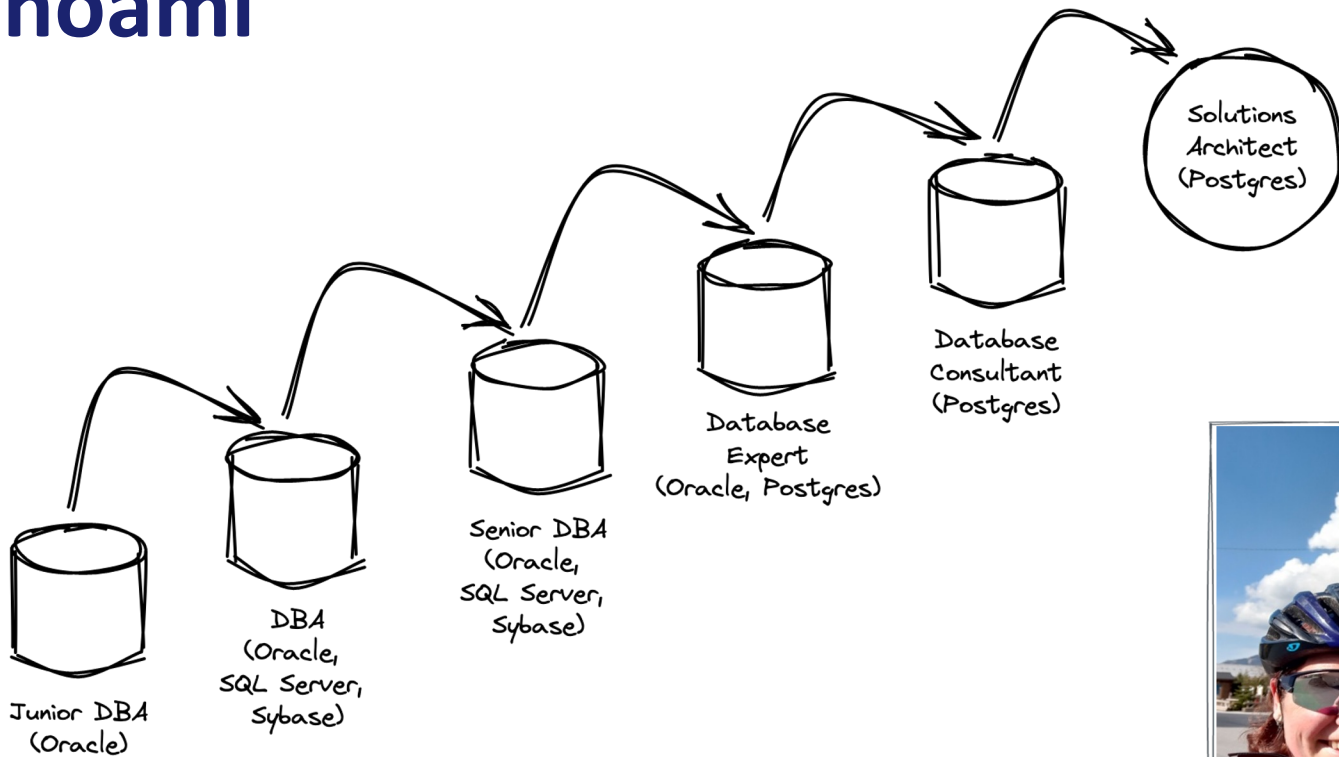 hoami
Solutions
Architect
(Postgres)
Database
Consultant
(Postgres)
Database
Expert
(Oracle, Postgres)
Senior DBA
(Oracle,
SQL Server,
Sybase)
DBA
(Oracle,
SQL Server,
Sybase)
Junior DBA
(Oracle)